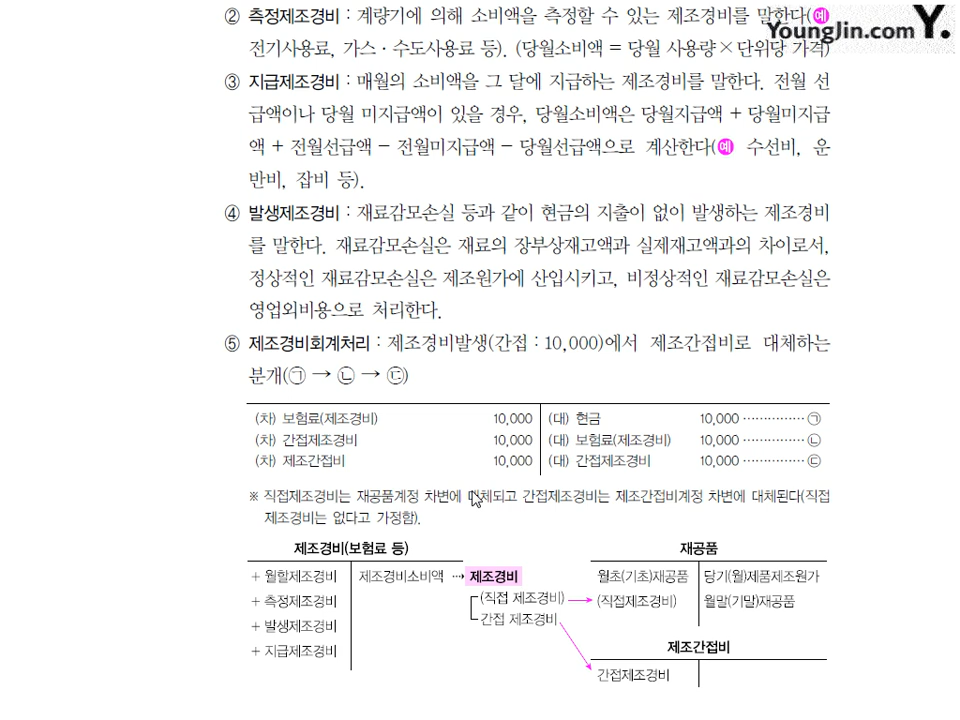 ② 측정제조경비 : 계량기에 의해 소비액을 측정할 수 있는 제조경비를 말한다(예
YoungJin.com Y.
전기사용료, 가스 · 수도사용료 등). (당월소비액 = 당월 사용량 × 단위당 가격)
③ 지급제조경비 : 매월의 소비액을 그 달에 지급하는 제조경비를 말한다. 전월 선
급액이나 당월 미지급액이 있을 경우, 당월소비액은 당월지급액 + 당월미지급
액 + 전월선급액 - 전월미지급액 - 당월선급액으로 계산한다(예 수선비, 운
반비, 잡비 등).
④ 발생제조경비 : 재료감모손실 등과 같이 현금의 지출이 없이 발생하는 제조경비
를 말한다. 재료감모손실은 재료의 장부상재고액과 실제재고액과의 차이로서,
정상적인 재료감모손실은 제조원가에 산입시키고, 비정상적인 재료감모손실은
영업외비용으로 처리한다.
⑤ 제조경비회계처리 : 제조경비발생(간접 : 10,000)에서 제조간접비로 대체하는
분개(㉠ → ㉡ → ㉢)
(차) 보험료(제조경비) 10,000 (대) 현금 10,000 ··············· ㉠
(차) 간접제조경비 10,000 (대) 보험료(제조경비) 10,000 ··············· ㉡
(차) 제조간접비 10,000 (대) 간접제조경비 10,000 ··············· ㉢
※ 직접제조경비는 재공품계정 차변에 대체되고 간접제조경비는 제조간접비계정 차변에 대체된다(직접
제조경비는 없다고 가정함).
제조경비(보험료 등) 재공품
+ 월할제조경비 제조경비소비액 ···→ 제조경비 월초(기초)재공품 당기(월)제품제조원가
+ 측정제조경비 (직접 제조경비) → (직접제조경비) 월말(기말)재공품
+ 발생제조경비 간접 제조경비
+ 지급제조경비 제조간접비
간접제조경비